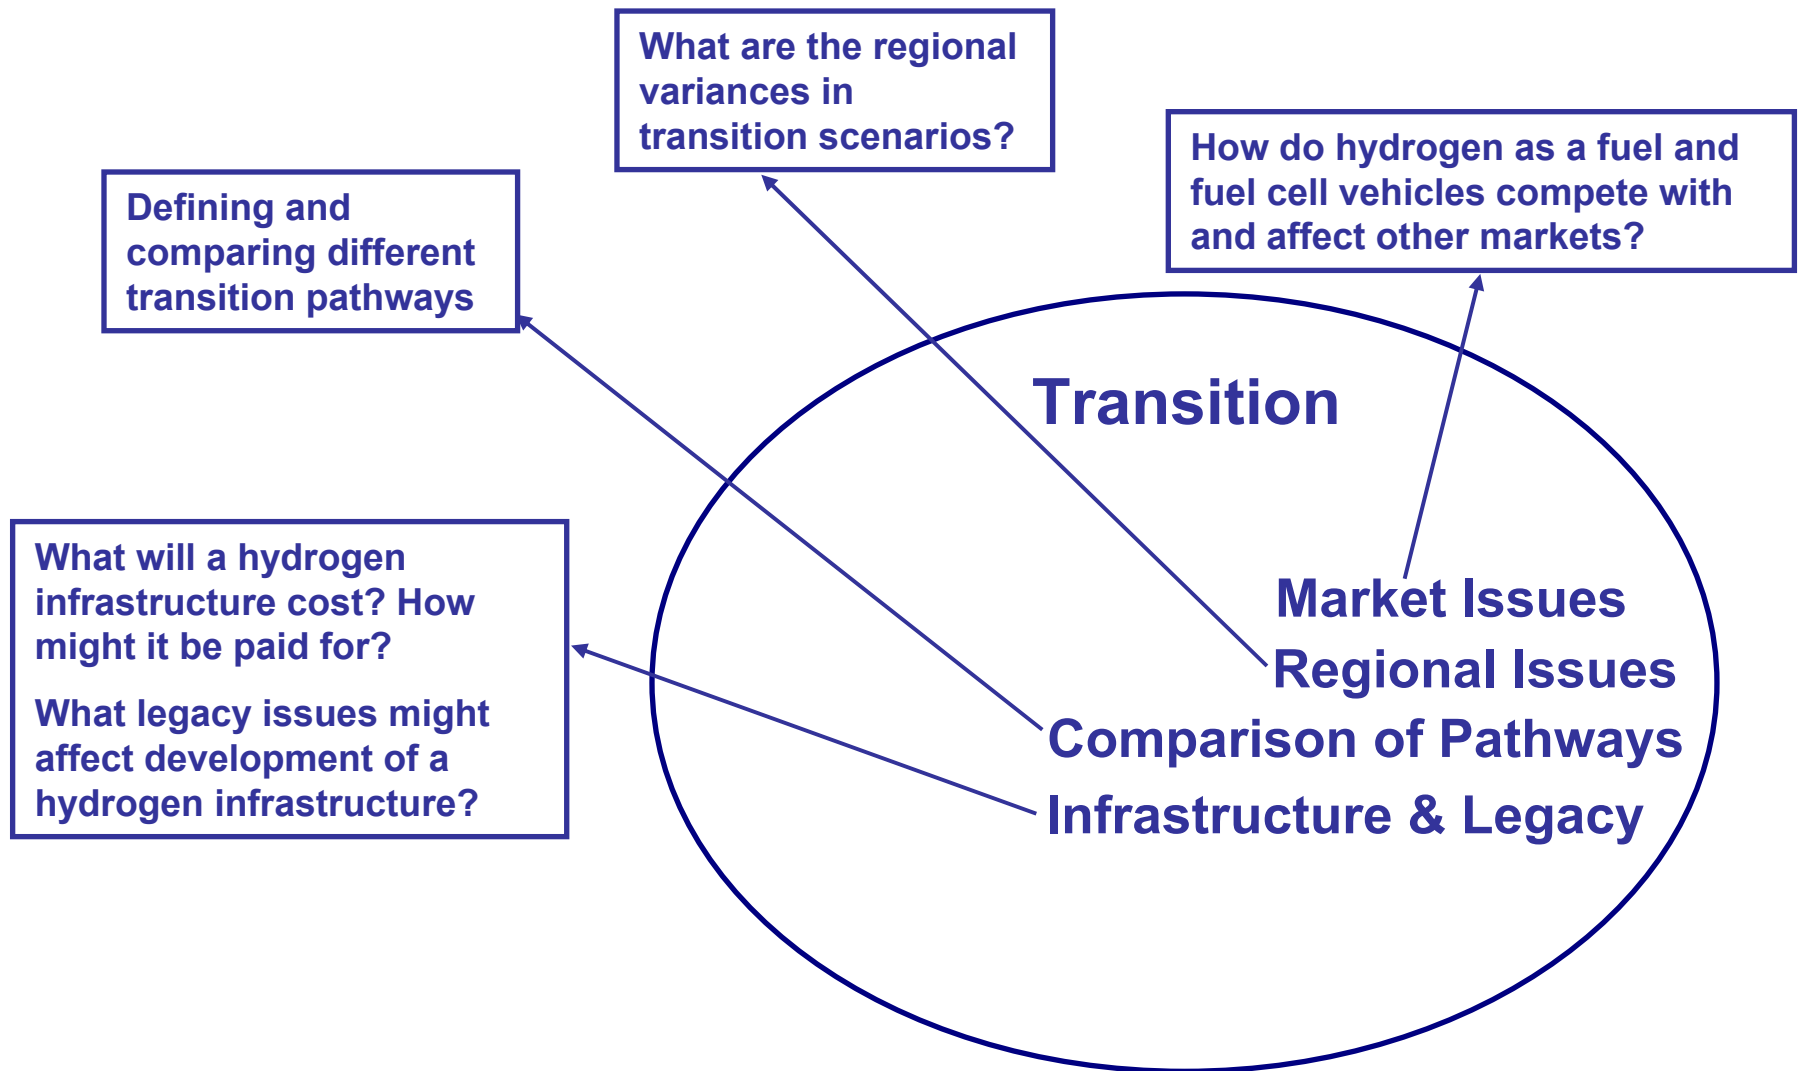 What are the regional
variances in
transition scenarios?
How do hydrogen as a fuel and
fuel cell vehicles compete with
and affect other markets?
Defining and
comparing different
transition pathways
Transition
What will a hydrogen
infrastructure cost? How
might it be paid for?
What legacy issues might
affect development of a
hydrogen infrastructure?
Market Issues
Regional Issues
Comparison of Pathways
Infrastructure & Legacy